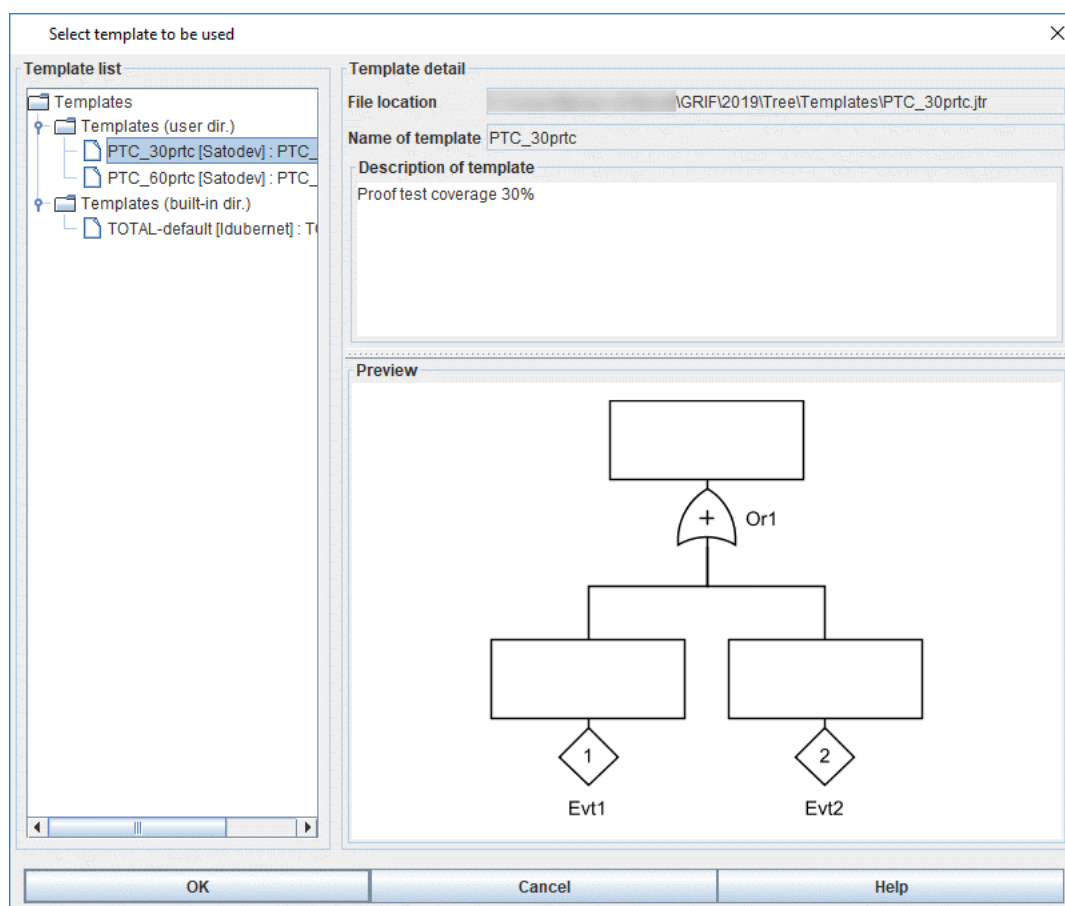 Select template to be used
Template list
Templates
Templates (user dir.)
PTC_30prtc [Satodev] : PTC_
PTC_60prtc [Satodev] : PTC_
Templates (built-in dir.)
TOTAL-default [ldubernet] : TO
Template detail
File location \GRIF\2019\Tree\Templates\PTC_30prtc.jtr
Name of template PTC_30prtc
Description of template
Proof test coverage 30%
Preview
+ Or1
1 2
Evt1 Evt2
OK Cancel Help